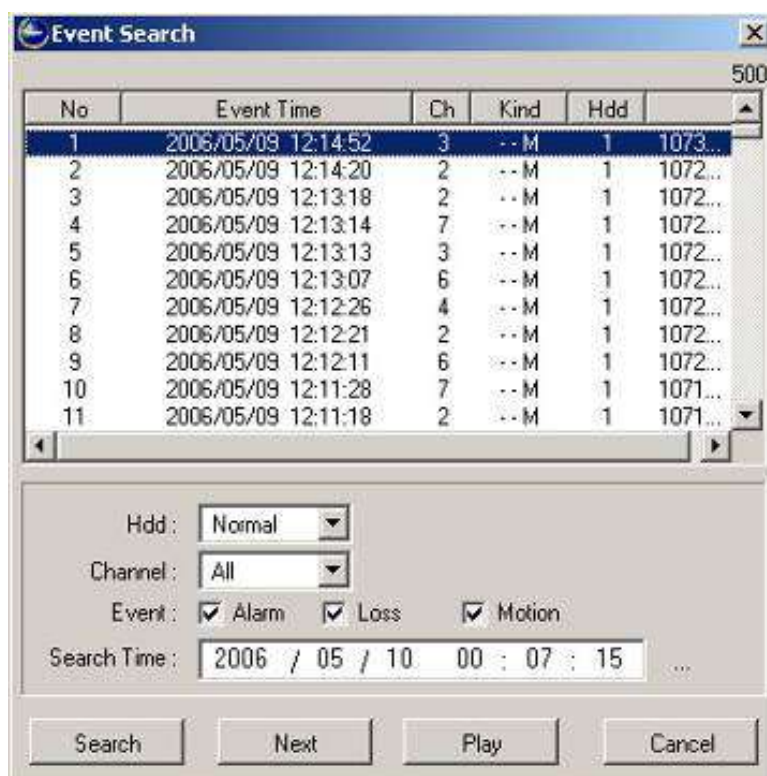 Event Search
500
No Event Time Ch Kind Hdd
1 2006/05/09 12:14:52 3 --M 1 1073...
2 2006/05/09 12:14:20 2 --M 1 1072...
3 2006/05/09 12:13:18 2 --M 1 1072...
4 2006/05/09 12:13:14 7 --M 1 1072...
5 2006/05/09 12:13:13 3 --M 1 1072...
6 2006/05/09 12:13:07 6 --M 1 1072...
7 2006/05/09 12:12:26 4 --M 1 1072...
8 2006/05/09 12:12:21 2 --M 1 1072...
9 2006/05/09 12:12:11 6 --M 1 1072...
10 2006/05/09 12:11:28 7 --M 1 1071...
11 2006/05/09 12:11:18 2 --M 1 1071...
Hdd : Normal
Channel : All
Event : Alarm Loss Motion
Search Time : 2006 / 05 / 10 00 : 07 : 15 ...
Search Next Play Cancel